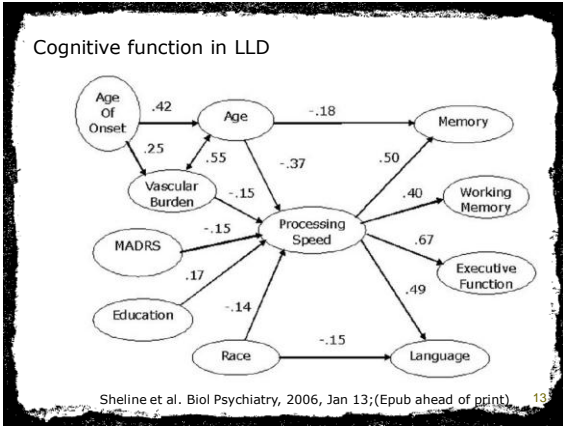 Cognitive function in LLD
Age
Of
Onset
.42
Age
-.18
Memory
.25
.55
-.37
.50
Vascular
Burden
-.15
.40
Working
Memory
Processing
Speed
-.15
MADRS
.67
Executive
Function
.17
.49
Education
-.14
Race
-.15
Language
Sheline et al. Biol Psychiatry, 2006, Jan 13;(Epub ahead of print)
13